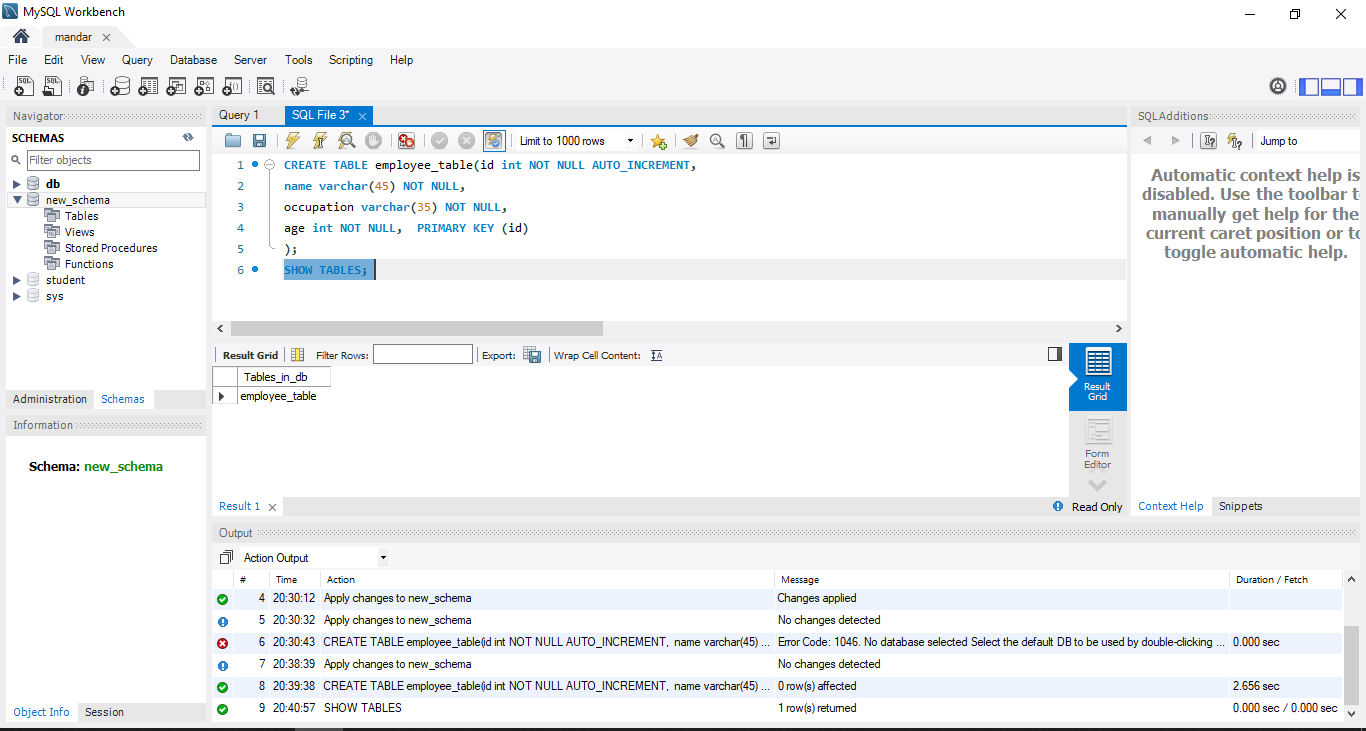 MySQL Workbench
mandar
File Edit View Query Database Server Tools Scripting Help
Navigator
SCHEMAS
Filter objects
db
new_schema
Tables
Views
Stored Procedures
Functions
student
sys
Administration Schemas
Information
Schema: new_schema
Object Info Session
Query 1 SQL File 3*
Limit to 1000 rows
1 CREATE TABLE employee_table(id int NOT NULL AUTO_INCREMENT,
2 name varchar(45) NOT NULL,
3 occupation varchar(35) NOT NULL,
4 age int NOT NULL, PRIMARY KEY (id)
5 );
6 SHOW TABLES;
Result Grid Filter Rows: Export: Wrap Cell Content:
Tables_in_db
employee_table
Result
Grid
Form
Editor
Result 1 Read Only
SQLAdditions
Jump to
Automatic context help is
disabled. Use the toolbar
manually get help for the
current caret position or
toggle automatic help.
Context Help Snippets
Output
Action Output
# Time Action Message Duration / Fetch
4 20:30:12 Apply changes to new_schema Changes applied
5 20:30:32 Apply changes to new_schema No changes detected
6 20:30:43 CREATE TABLE employee_table(id int NOT NULL AUTO_INCREMENT, name varchar(45) ... Error Code: 1046. No database selected Select the default DB to be used by double-clicking ... 0.000 sec
7 20:38:39 Apply changes to new_schema No changes detected
8 20:39:38 CREATE TABLE employee_table(id int NOT NULL AUTO_INCREMENT, name varchar(45) ... 0 row(s) affected 2.656 sec
9 20:40:57 SHOW TABLES 1 row(s) returned 0.000 sec / 0.000 sec